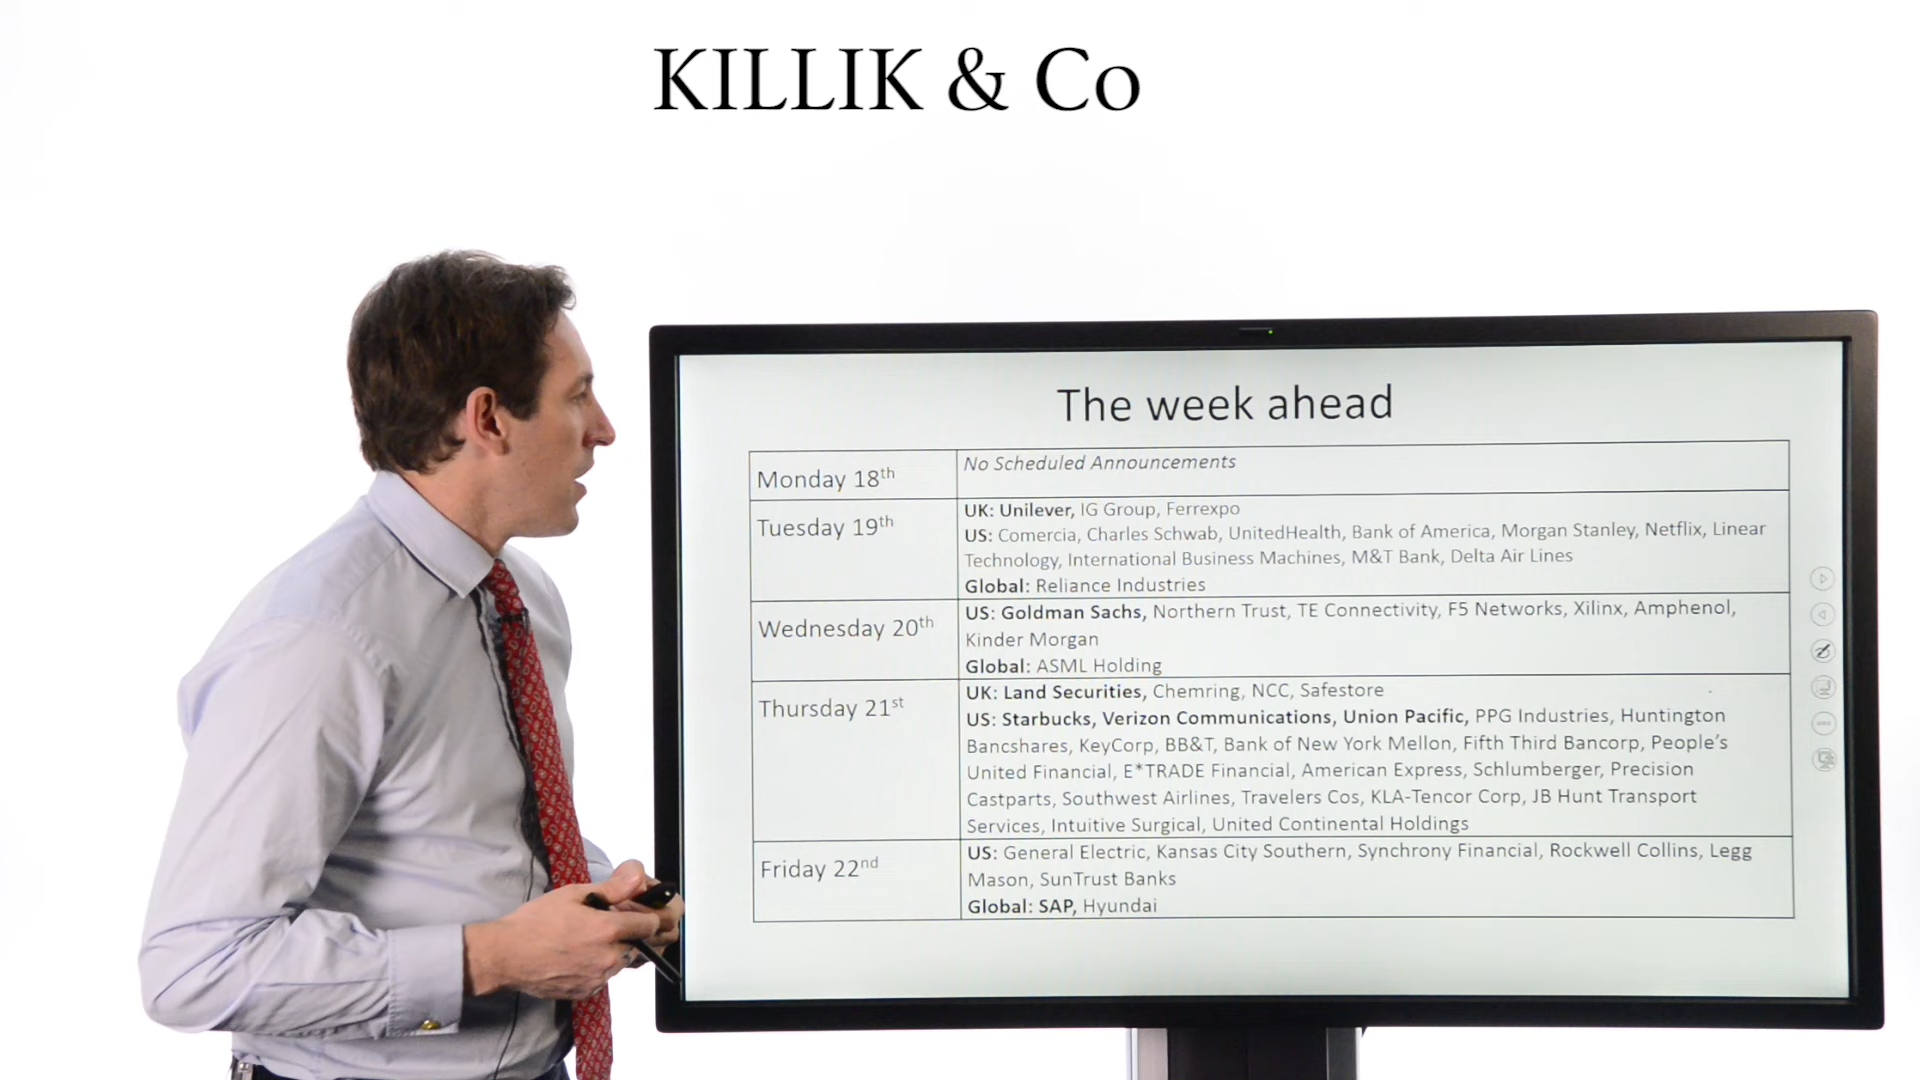 KILLIK & Co
The week ahead
Monday 18th
No Scheduled Announcements
Tuesday 19th
UK: Unilever, IG Group, Ferrexpo
US: Comercia, Charles Schwab, UnitedHealth, Bank of America, Morgan Stanley, Netflix, Linear
Technology, International Business Machines, M&T Bank, Delta Air Lines
Global: Reliance Industries
Wednesday 20th
US: Goldman Sachs, Northern Trust, TE Connectivity, F5 Networks, Xilinx, Amphenol,
Kinder Morgan
Global: ASML Holding
Thursday 21st
UK: Land Securities, Chemring, NCC, Safestore
US: Starbucks, Verizon Communications, Union Pacific, PPG Industries, Huntington
Bancshares, KeyCorp, BB&T, Bank of New York Mellon, Fifth Third Bancorp, People's
United Financial, E*TRADE Financial, American Express, Schlumberger, Precision
Castparts, Southwest Airlines, Travelers Cos, KLA-Tencor Corp, JB Hunt Transport
Services, Intuitive Surgical, United Continental Holdings
Friday 22nd
US: General Electric, Kansas City Southern, Synchrony Financial, Rockwell Collins, Legg
Mason, SunTrust Banks
Global: SAP, Hyundai